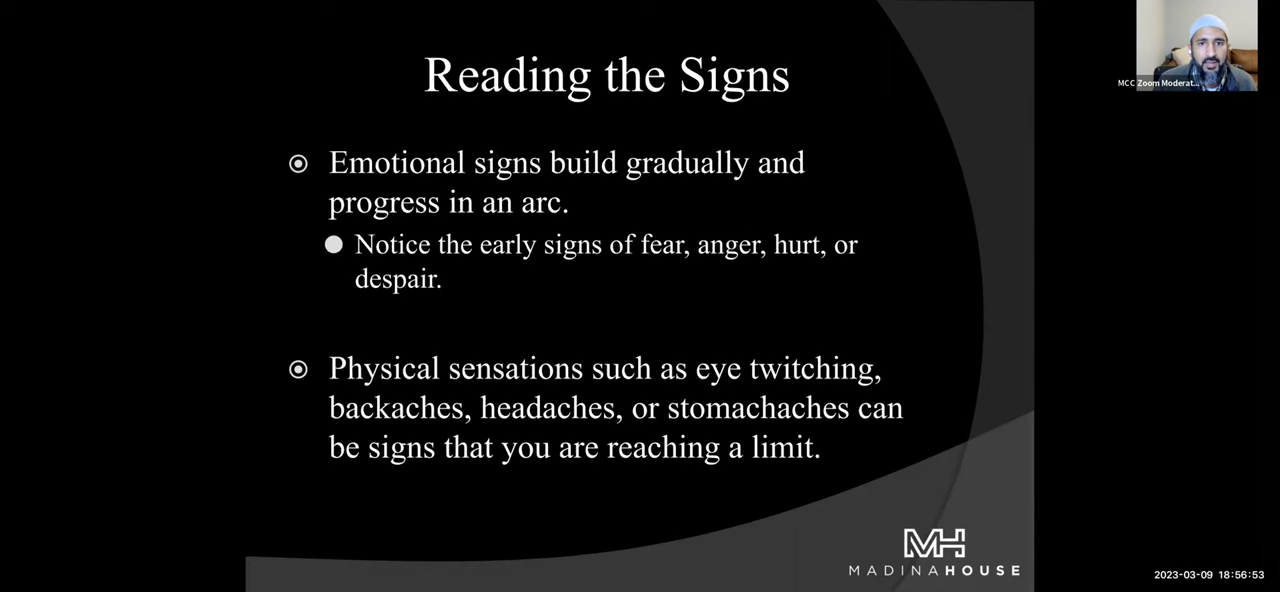 Reading the Signs
MCC Zoom Moderat...
Emotional signs build gradually and
progress in an arc.
Notice the early signs of fear, anger, hurt, or
despair.
Physical sensations such as eye twitching,
backaches, headaches, or stomachaches can
be signs that you are reaching a limit.
MH
MADINAHOUSE
2023-03-09 18:56:53